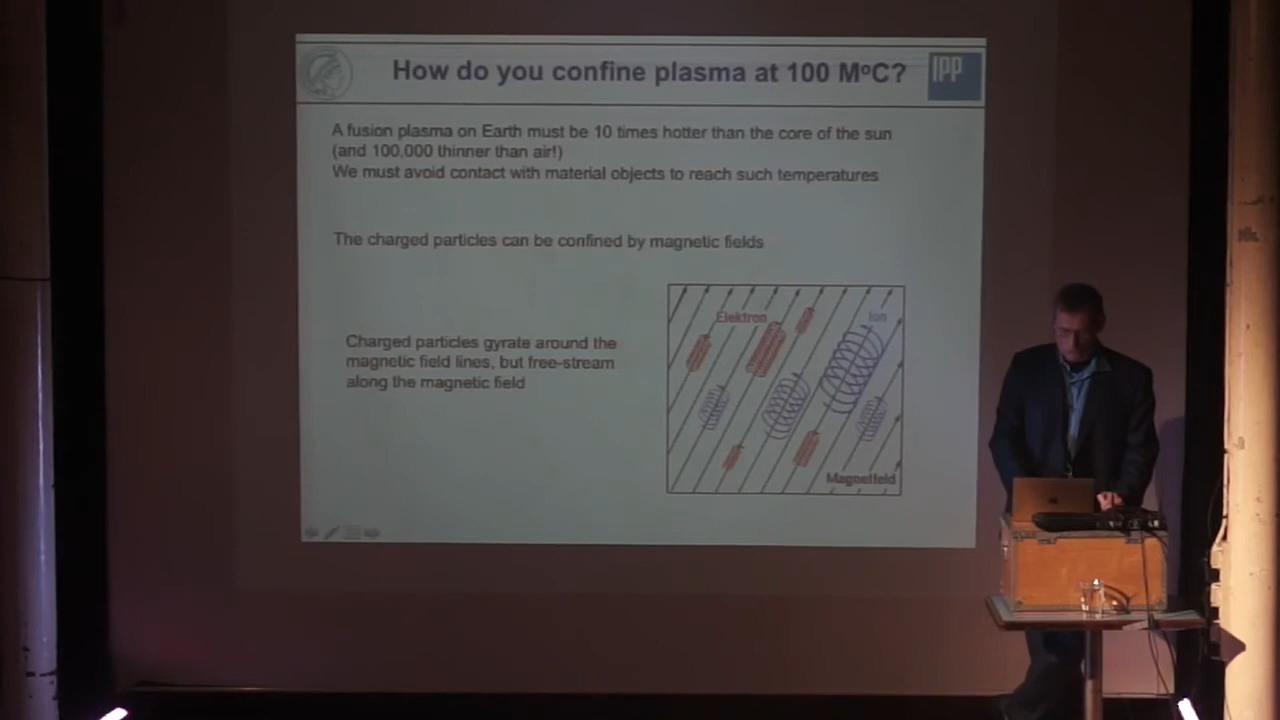 How do you confine plasma at 100 MºC?
IPP
A fusion plasma on Earth must be 10 times hotter than the core of the sun
(and 100,000 thinner than air!)
We must avoid contact with material objects to reach such temperatures
The charged particles can be confined by magnetic fields
Charged particles gyrate around the
magnetic field lines, but free-stream
along the magnetic field
Elektron
Ion
Magnetfeld